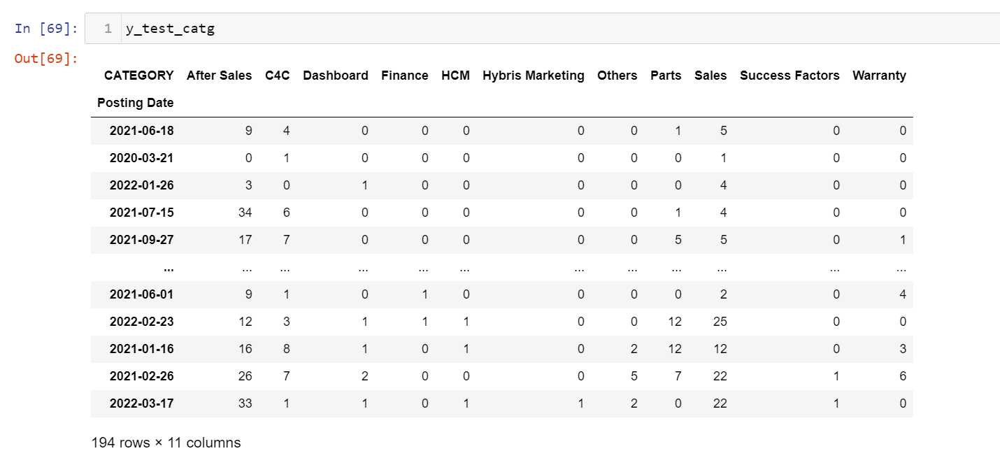 In [69]: 1 y_test_catg
Out[69]:
CATEGORY After Sales C4C Dashboard Finance HCM Hybris Marketing Others Parts Sales Success Factors Warranty
Posting Date
2021-06-18 9 4 0 0 0 0 0 1 5 0 0
2020-03-21 0 1 0 0 0 0 0 0 1 0 0
2022-01-26 3 0 1 0 0 0 0 0 4 0 0
2021-07-15 34 6 0 0 0 0 0 1 4 0 0
2021-09-27 17 7 0 0 0 0 0 5 5 0 1
... ... ... ... ... ... ... ... ... ... ... ...
2021-06-01 9 1 0 1 0 0 0 0 2 0 4
2022-02-23 12 3 1 1 1 0 0 12 25 0 0
2021-01-16 16 8 1 0 1 0 2 12 12 0 3
2021-02-26 26 7 2 0 0 0 5 7 22 1 6
2022-03-17 33 1 1 0 1 1 2 0 22 1 0
194 rows × 11 columns